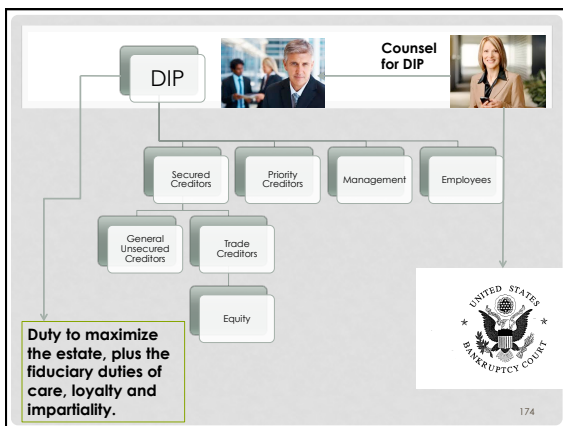 DIP
Counsel
for DIP
Secured
Creditors
Priority
Creditors
Management
Employees
General
Unsecured
Creditors
Trade
Creditors
Equity
UNITED STATES
BANKRUPTCY COURT
Duty to maximize
the estate, plus the
fiduciary duties of
care, loyalty and
impartiality.
174